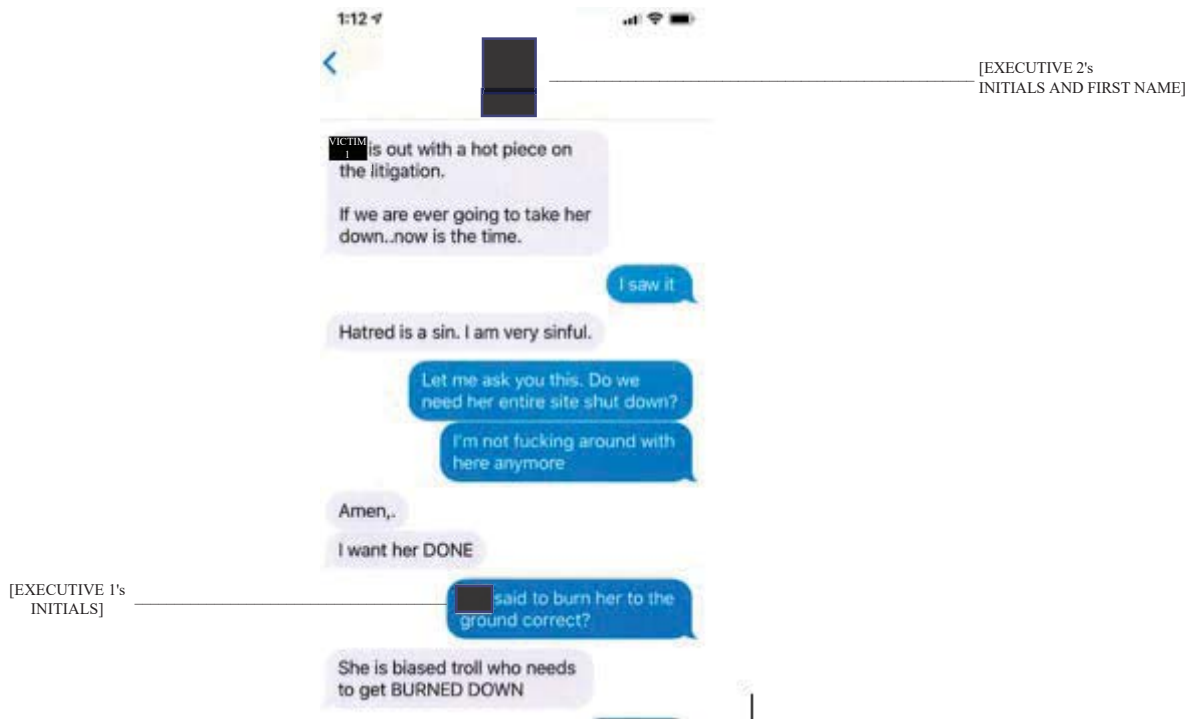 1:12
[EXECUTIVE 2's
INITIALS AND FIRST NAME]
VICTIM
1
is out with a hot piece on
the litigation.
If we are ever going to take her
down..now is the time.
I saw it
Hatred is a sin. I am very sinful.
Let me ask you this. Do we
need her entire site shut down?
I'm not fucking around with
here anymore
Amen,.
I want her DONE
[EXECUTIVE 1's
INITIALS]
said to burn her to the
ground correct?
She is biased troll who needs
to get BURNED DOWN